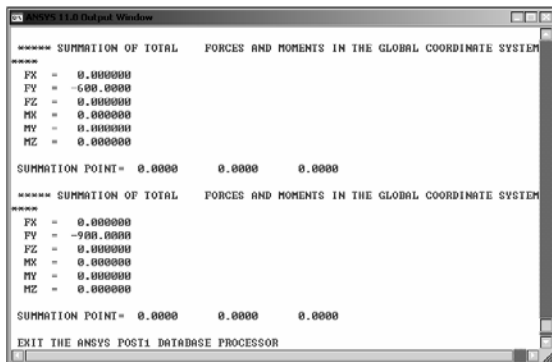 ANSYS 11.0 Output Window
***** SUMMATION OF TOTAL FORCES AND MOMENTS IN THE GLOBAL COORDINATE SYSTEM
****
FX = 0.000000
FY = -600.0000
FZ = 0.000000
MX = 0.000000
MY = 0.000000
MZ = 0.000000
SUMMATION POINT= 0.0000 0.0000 0.0000
***** SUMMATION OF TOTAL FORCES AND MOMENTS IN THE GLOBAL COORDINATE SYSTEM
****
FX = 0.000000
FY = -900.0000
FZ = 0.000000
MX = 0.000000
MY = 0.000000
MZ = 0.000000
SUMMATION POINT= 0.0000 0.0000 0.0000
EXIT THE ANSYS POST1 DATABASE PROCESSOR